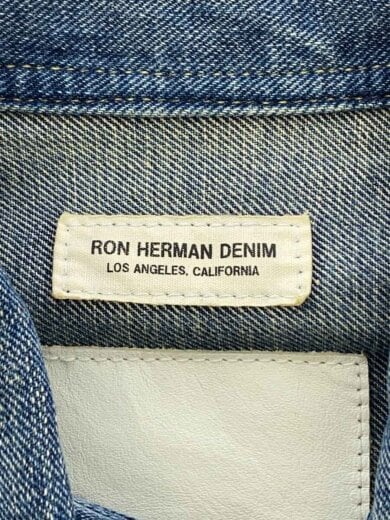 RON HERMAN DENIM
LOS ANGELES, CALIFORNIA